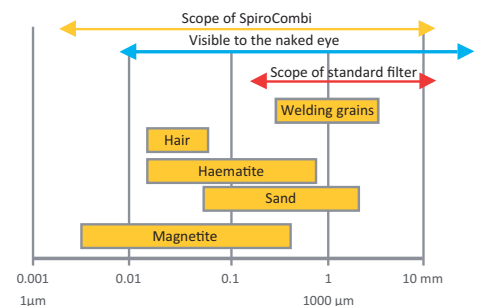 Scope of SpiroCombi
Visible to the naked eye
Scope of standard filter
Welding grains
Hair
Haematite
Sand
Magnetite
0.001 0.01 0.1 1 10 mm
1µm 1000 µm